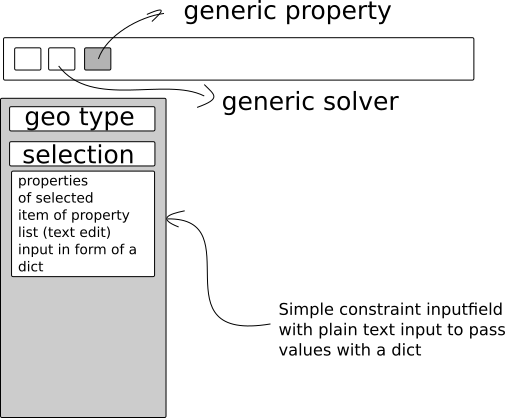 generic property
generic solver
geo type
selection
properties
of selected
item of property
list (text edit)
input in form of a
dict
Simple constraint inputfield
with plain text input to pass
values with a dict